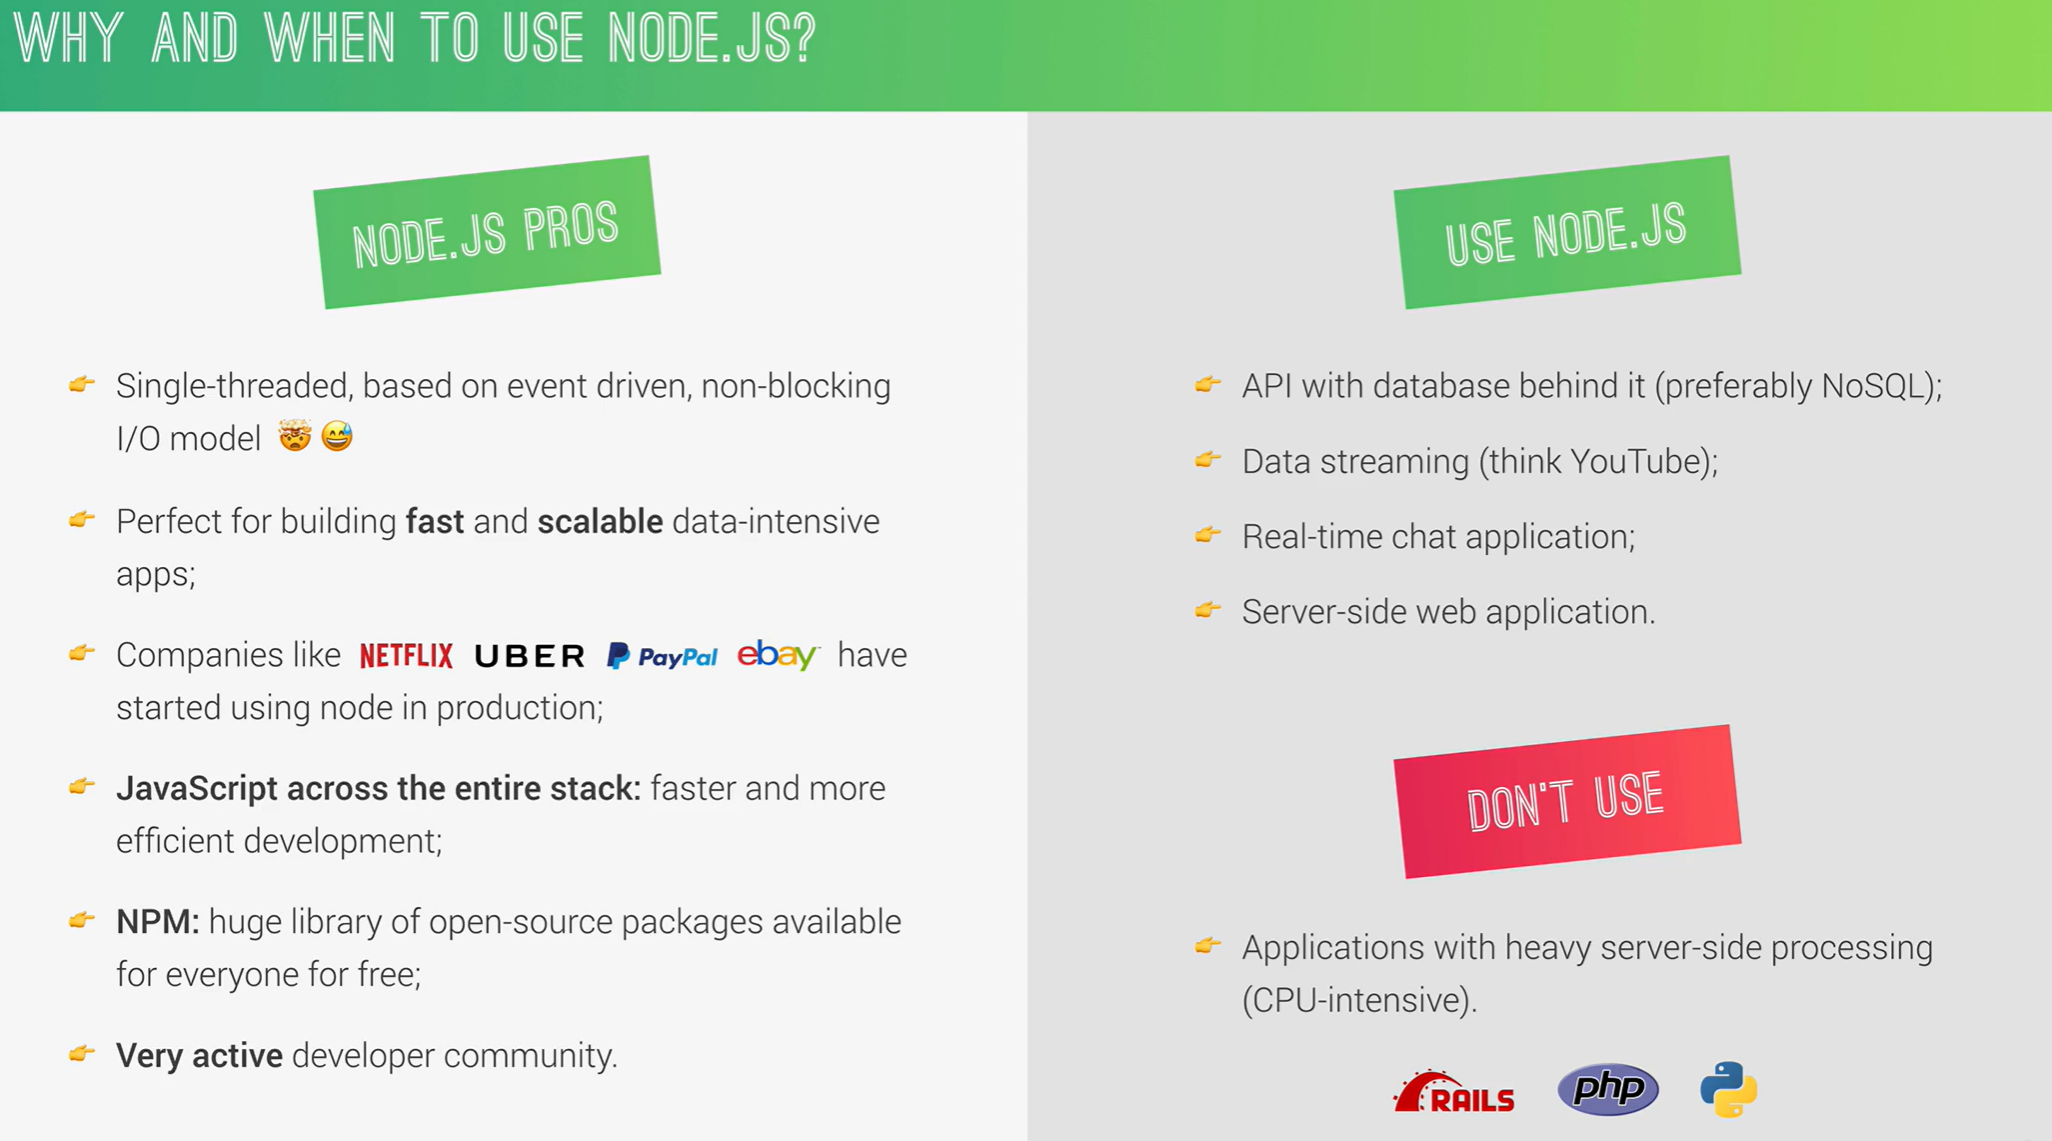 WHY AND WHEN TO USE NODE.JS?
NODE.JS PROS
👉 Single-threaded, based on event driven, non-blocking
I/O model 🤯😅
👉 Perfect for building fast and scalable data-intensive
apps;
👉 Companies like NETFLIX UBER PayPal ebay have
started using node in production;
👉 JavaScript across the entire stack: faster and more
efficient development;
👉 NPM: huge library of open-source packages available
for everyone for free;
👉 Very active developer community.
USE NODE.JS
👉 API with database behind it (preferably NoSQL);
👉 Data streaming (think YouTube);
👉 Real-time chat application;
👉 Server-side web application.
DON'T USE
👉 Applications with heavy server-side processing
(CPU-intensive).
RAILS php